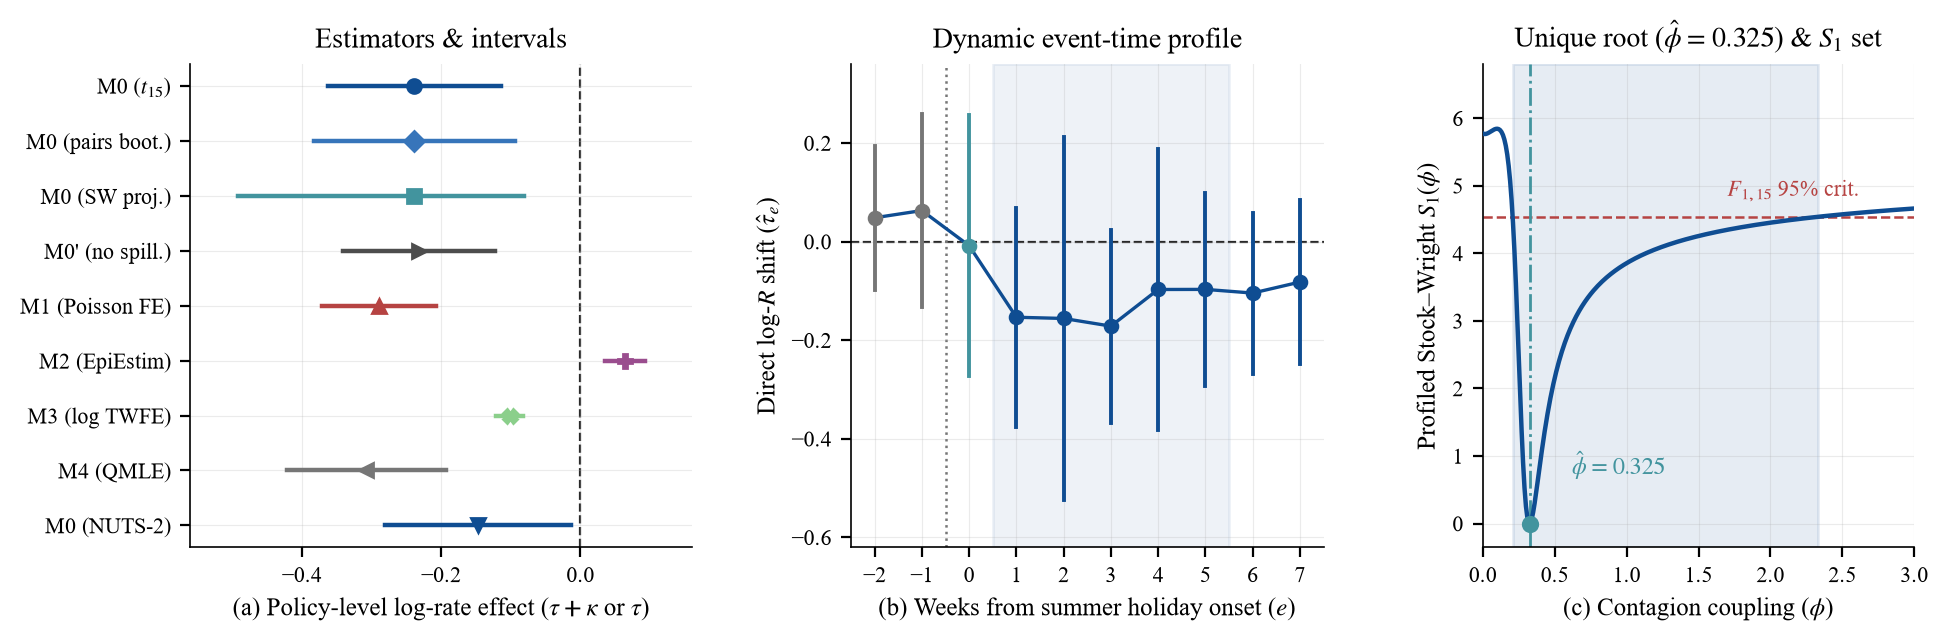 Estimators & intervals
M0 (t₁₅)
M0 (pairs boot.)
M0 (SW proj.)
M0' (no spill.)
M1 (Poisson FE)
M2 (EpiEstim)
M3 (log TWFE)
M4 (QMLE)
M0 (NUTS-2)
−0.4
−0.2
0.0
(a) Policy-level log-rate effect (τ + κ or τ)
Dynamic event-time profile
Direct log-R shift (τ̂ₑ)
0.2
0.0
−0.2
−0.4
−0.6
−2
−1
0
1
2
3
4
5
6
7
(b) Weeks from summer holiday onset (e)
Unique root (ϕ̂ = 0.325) & S₁ set
Profiled Stock–Wright S₁(ϕ)
6
5
4
3
2
1
0
F₁,₁₅ 95% crit.
ϕ̂ = 0.325
0.0
0.5
1.0
1.5
2.0
2.5
3.0
(c) Contagion coupling (ϕ)